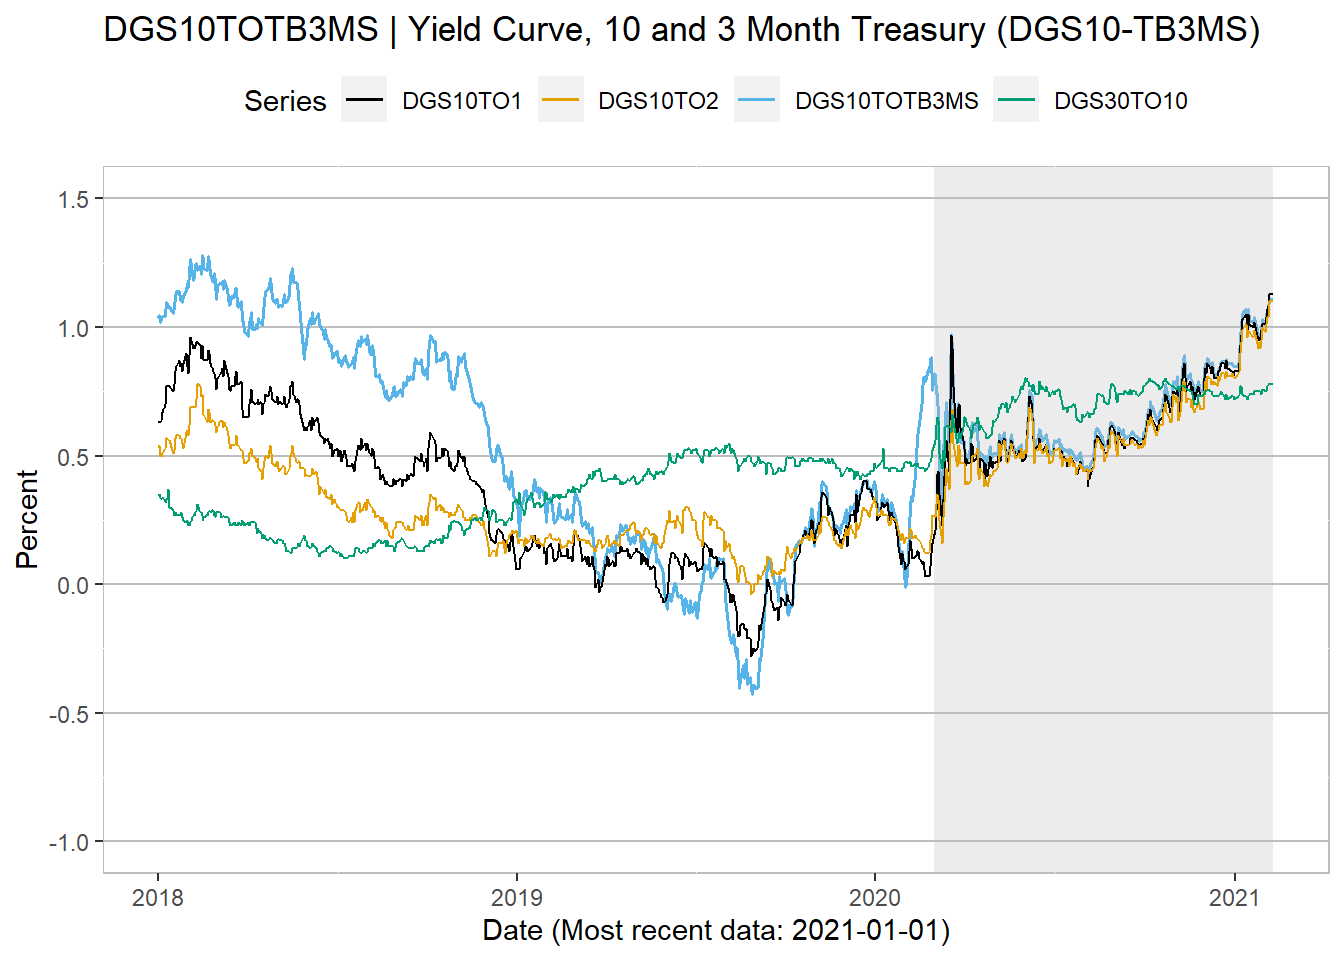 DGS10TOTB3MS | Yield Curve, 10 and 3 Month Treasury (DGS10-TB3MS)
Series DGS10TO1 DGS10TO2 DGS10TOTB3MS DGS30TO10
1.5
1.0
0.5
0.0
-0.5
-1.0
Percent
2018 2019 2020 2021
Date (Most recent data: 2021-01-01)